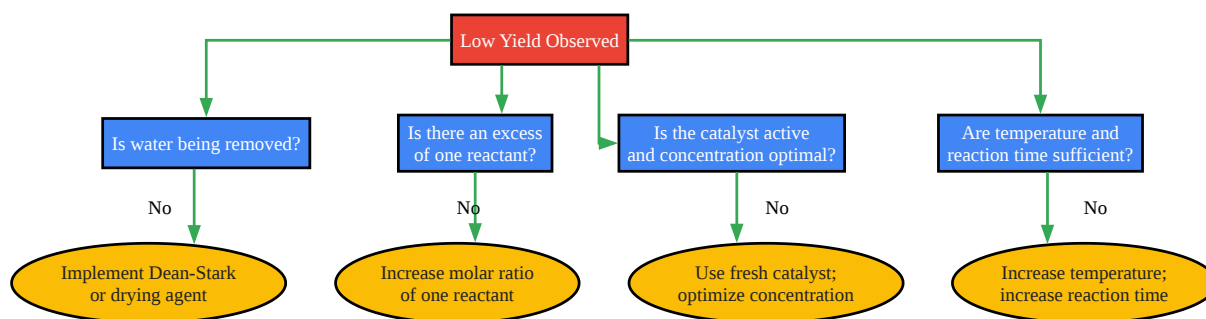 Low Yield Observed
Is water being removed?
Is there an excess
of one reactant?
Is the catalyst active
and concentration optimal?
Are temperature and
reaction time sufficient?
No
No
No
No
Implement Dean-Stark
or drying agent
Increase molar ratio
of one reactant
Use fresh catalyst;
optimize concentration
Increase temperature;
increase reaction time